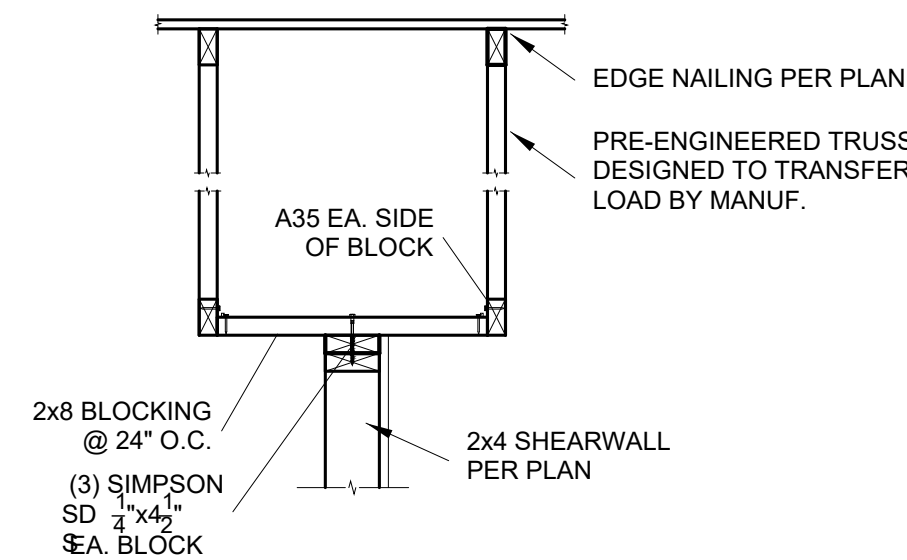 EDGE NAILING PER PLAN
PRE-ENGINEERED TRUSS
DESIGNED TO TRANSFER
LOAD BY MANUF.
A35 EA. SIDE
OF BLOCK
2x8 BLOCKING
@ 24" O.C.
2x4 SHEARWALL
PER PLAN
(3) SIMPSON
SD 1/4"x4 1/2"
S
EA. BLOCK